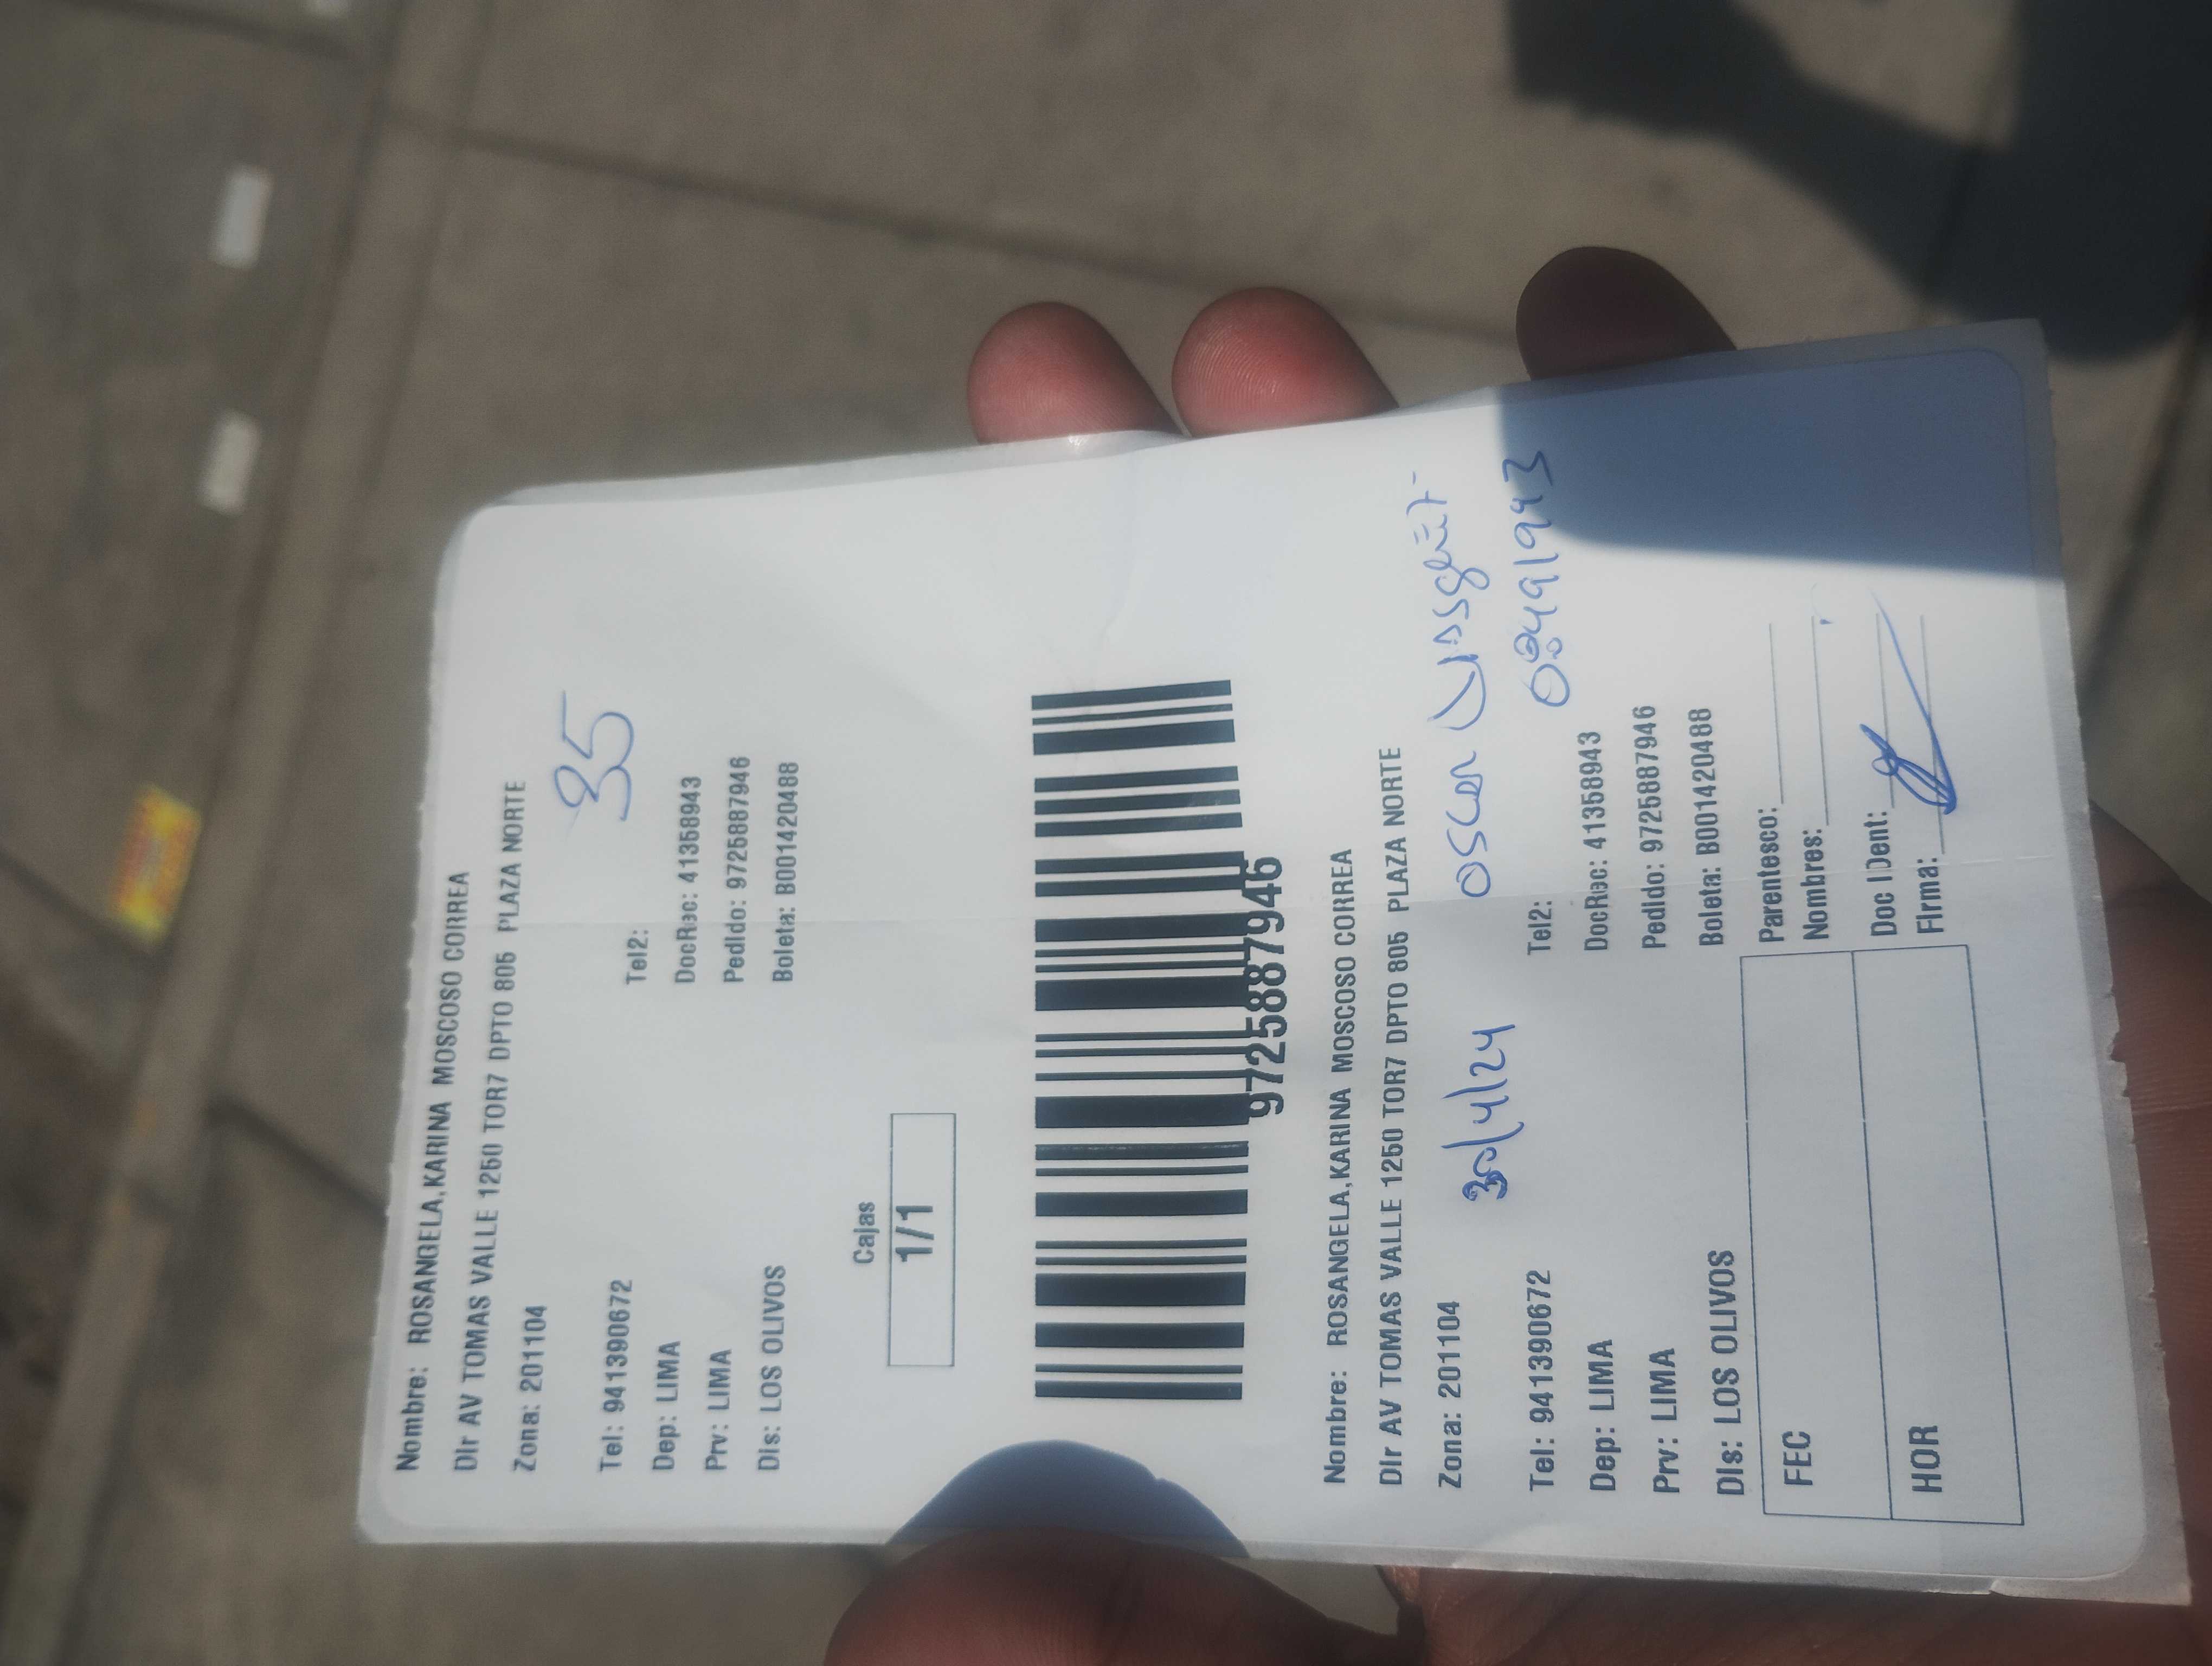 Nombre: ROSANGELA,KARINA MOSCOSO CORREA
Dir AV TOMAS VALLE 1250 TOR7 DPTO 805 PLAZA NORTE
Zona: 201104
35
Tel: 941390672 Tel2:
Dep: LIMA DocRec: 41358943
Prv: LIMA Pedido: 97258887946
Dis: LOS OLIVOS Boleta: B001420488
Cajas
1/1
97258887946
Nombre: ROSANGELA,KARINA MOSCOSO CORREA
Dir AV TOMAS VALLE 1250 TOR7 DPTO 805 PLAZA NORTE
Zona: 201104
30/4/24 OSCAR
Tel: 941390672 Tel2:
Dep: LIMA DocRec: 41358943
Prv: LIMA Pedido: 97258887946
Dis: LOS OLIVOS Boleta: B001420488
FEC Parentesco:
Nombres:
HOR Doc IDent:
Firma: